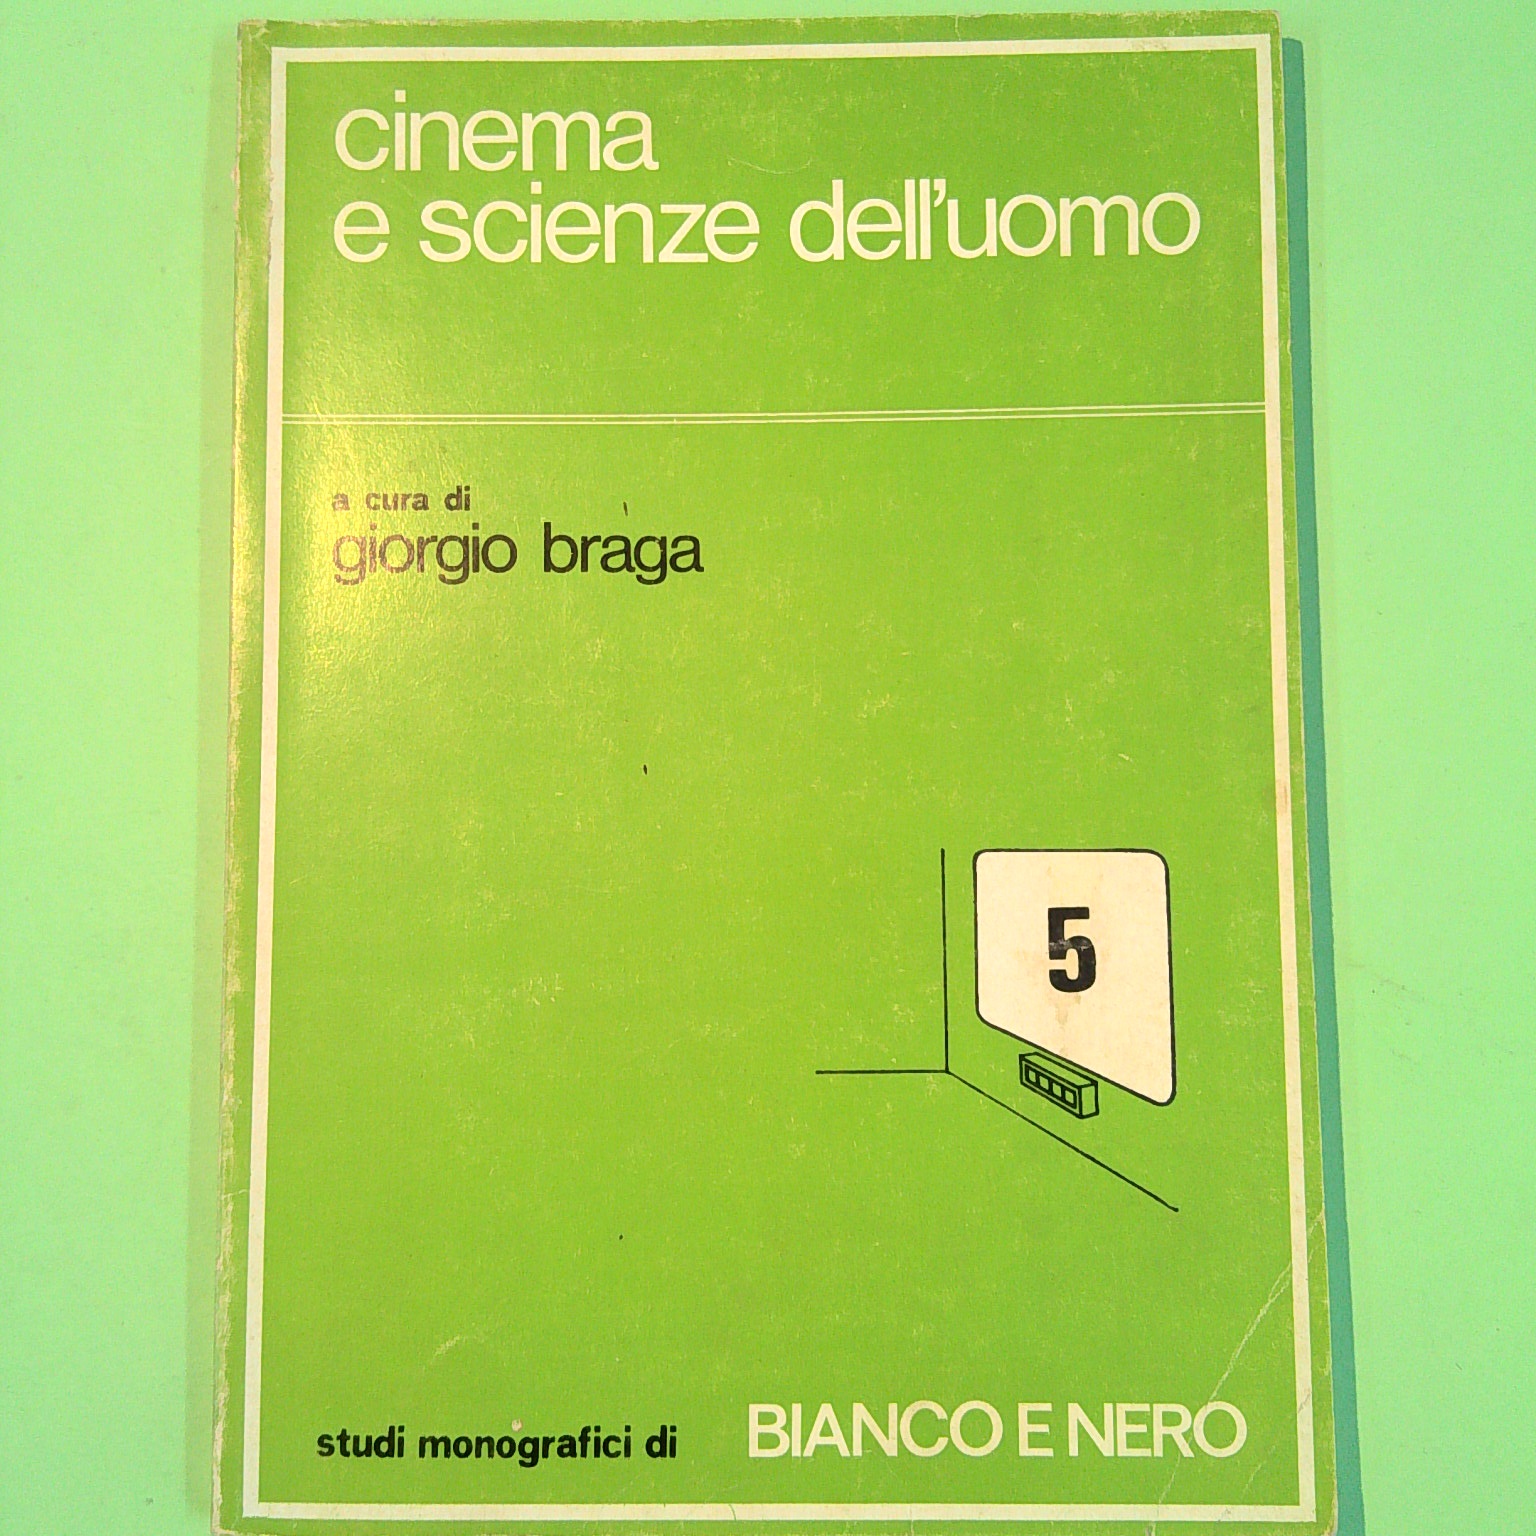 cinema
e scienze dell'uomo
a cura di
giorgio braga
5
studi monografici di BIANCO E NERO